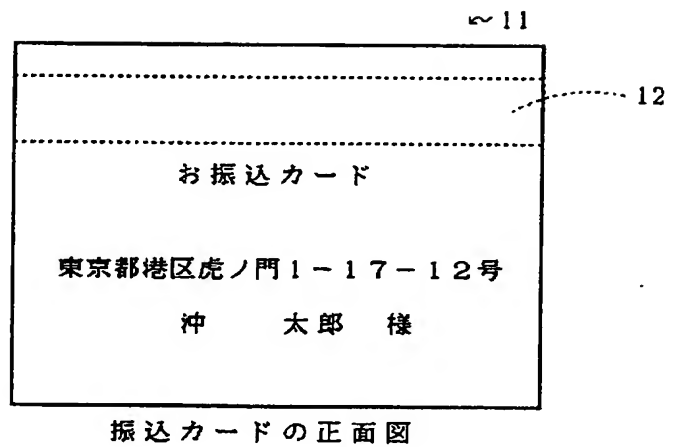 11
12
お振込カード
東京都港区虎ノ門1-17-12号
沖 太郎 様
振込カードの正面図